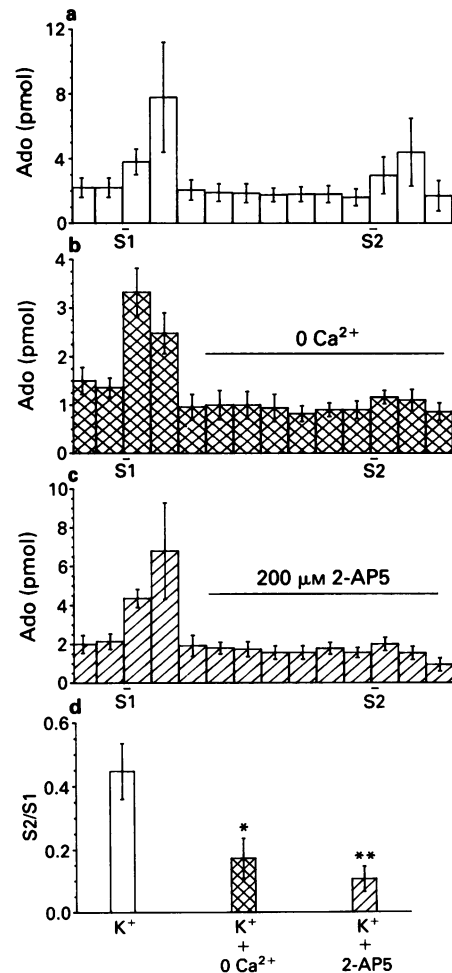 a
12
8
4
0
Ado (pmol)
S1
S2
b
4
3
2
1
0
Ado (pmol)
0 Ca²⁺
S1
S2
c
10
8
6
4
2
0
Ado (pmol)
200 μM 2-AP5
S1
S2
d
0.6
0.4
0.2
0.0
S2/S1
*
**
K⁺
K⁺
+
0 Ca²⁺
K⁺
+
2-AP5